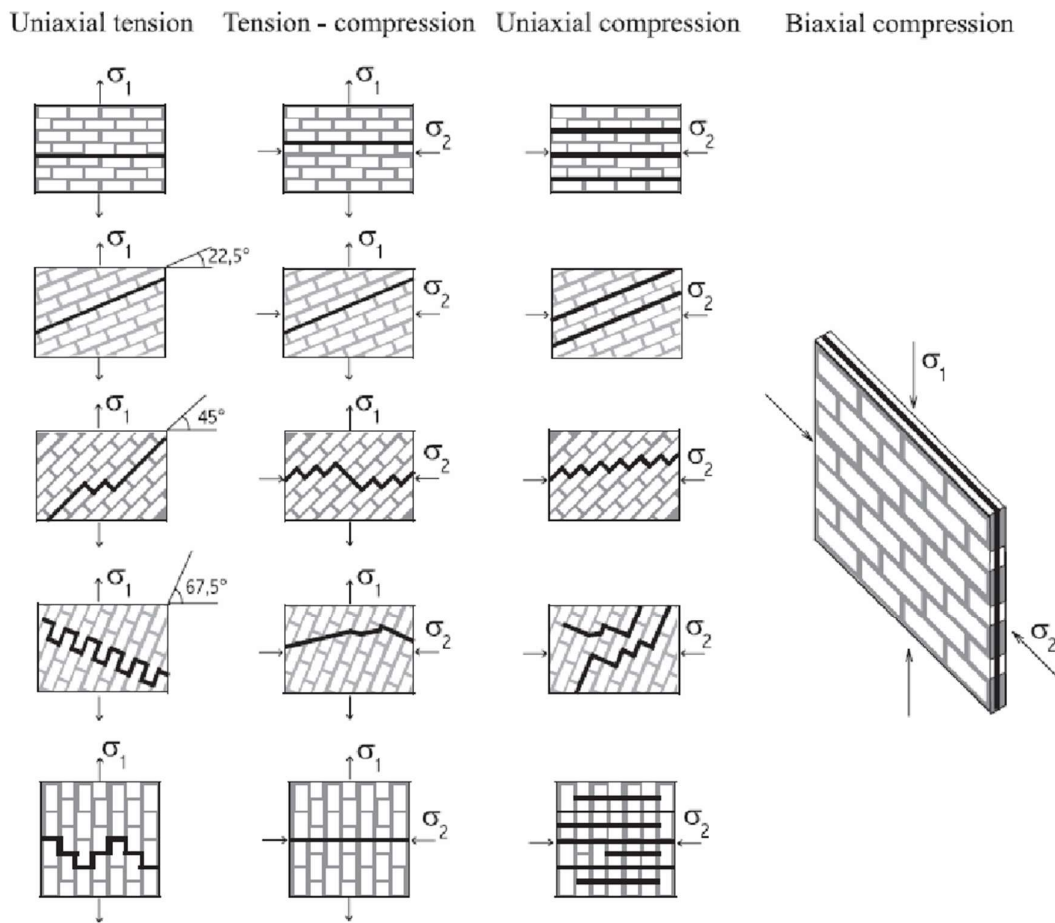 Uniaxial tension Tension - compression Uniaxial compression Biaxial compression
σ1 σ1
σ2 σ2
σ1 22,5° σ1
σ2 σ2
σ1 45° σ1
σ2 σ2
σ1
σ1 67,5° σ1
σ2 σ2
σ2
σ1 σ1
σ2 σ2